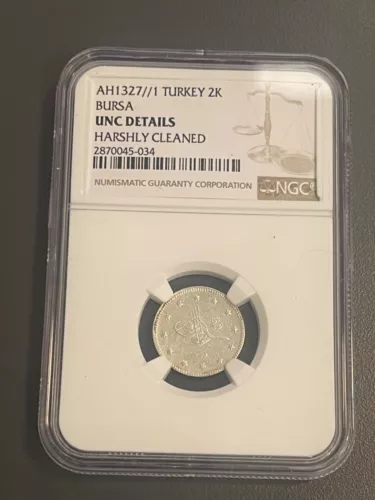 AH1327//1 TURKEY 2K
BURSA
UNC DETAILS
HARSHLY CLEANED
2870045-034
NUMISMATIC GUARANTY CORPORATION
NGC